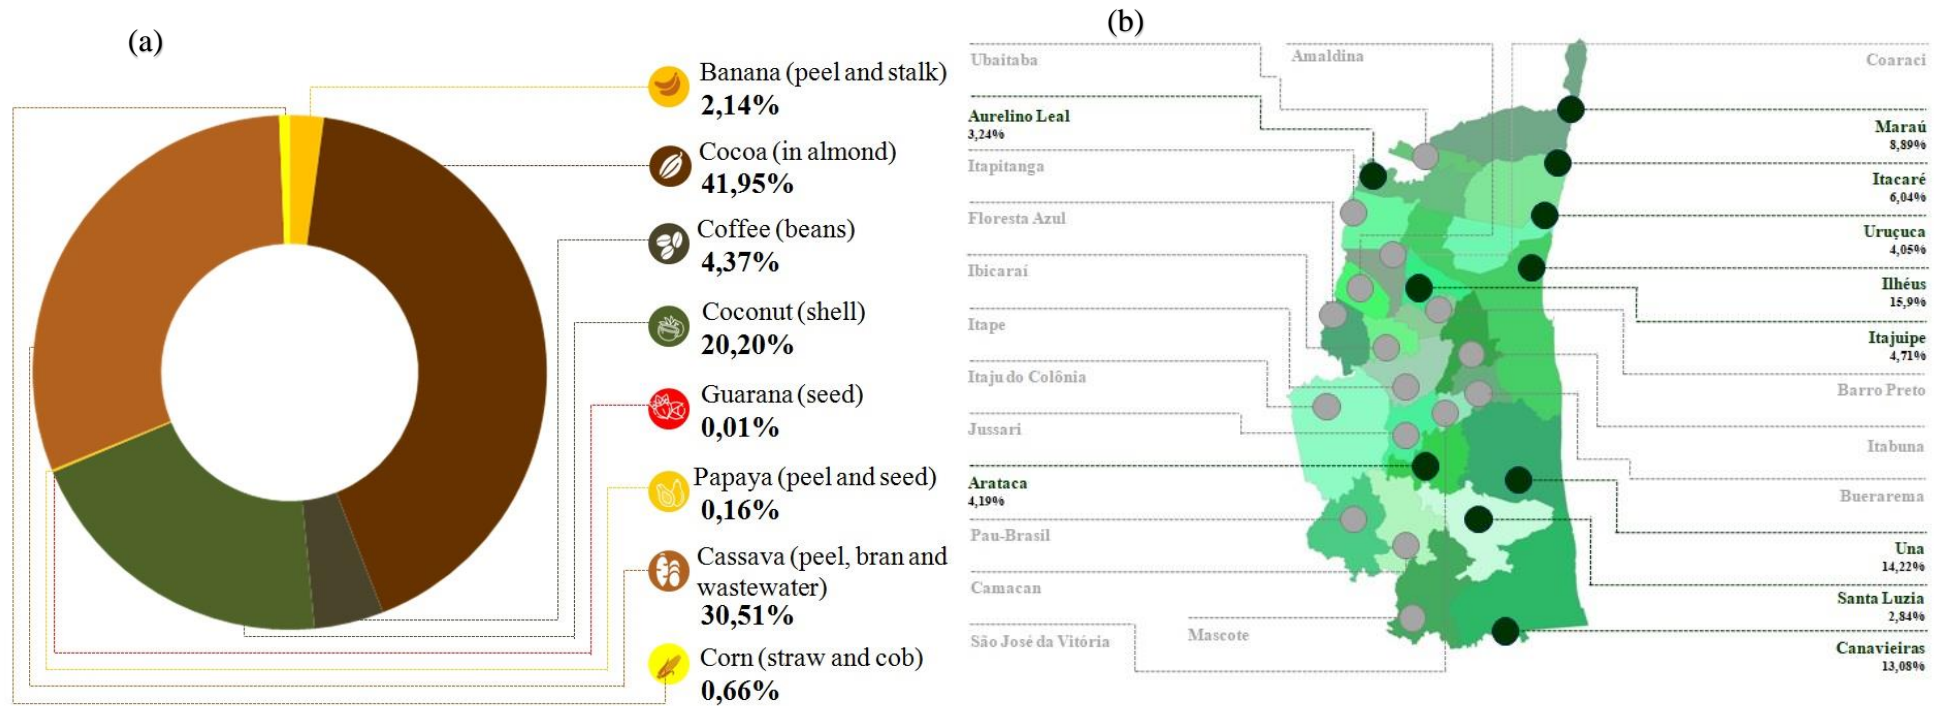 (a)
Banana (peel and stalk)
2,14%
Cocoa (in almond)
41,95%
Coffee (beans)
4,37%
Coconut (shell)
20,20%
Guarana (seed)
0,01%
Papaya (peel and seed)
0,16%
Cassava (peel, bran and
wastewater)
30,51%
Corn (straw and cob)
0,66%
(b)
Ubaitaba
Amaldina
Coaraci
Aurelino Leal
3,24%
Itapitanga
Floresta Azul
Ibicaraí
Itape
Itaju do Colônia
Jussari
Arataca
4,19%
Pau-Brasil
Camacan
São José da Vitória
Mascote
Maraú
8,89%
Itacaré
6,04%
Uruçuca
4,05%
Ilhéus
15,9%
Itajuipe
4,71%
Barro Preto
Itabuna
Buerarema
Una
14,22%
Santa Luzia
2,84%
Canavieiras
13,08%